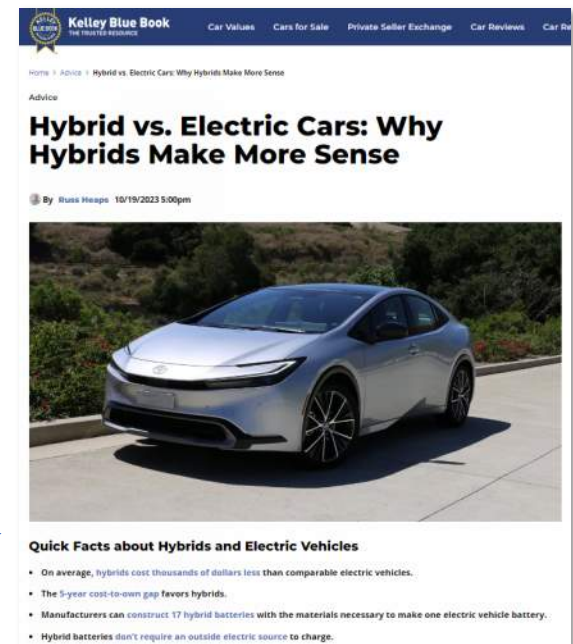 Kelley Blue Book
THE TRUSTED RESOURCE
Car Values Cars for Sale Private Seller Exchange Car Reviews Car Re
Home Advice Hybrid vs. Electric Cars: Why Hybrids Make More Sense
Advice
Hybrid vs. Electric Cars: Why
Hybrids Make More Sense
By Russ Heaps 10/19/2023 5:00pm
Quick Facts about Hybrids and Electric Vehicles
• On average, hybrids cost thousands of dollars less than comparable electric vehicles.
• The 5-year cost-to-own gap favors hybrids.
• Manufacturers can construct 17 hybrid batteries with the materials necessary to make one electric vehicle battery.
• Hybrid batteries don't require an outside electric source to charge.